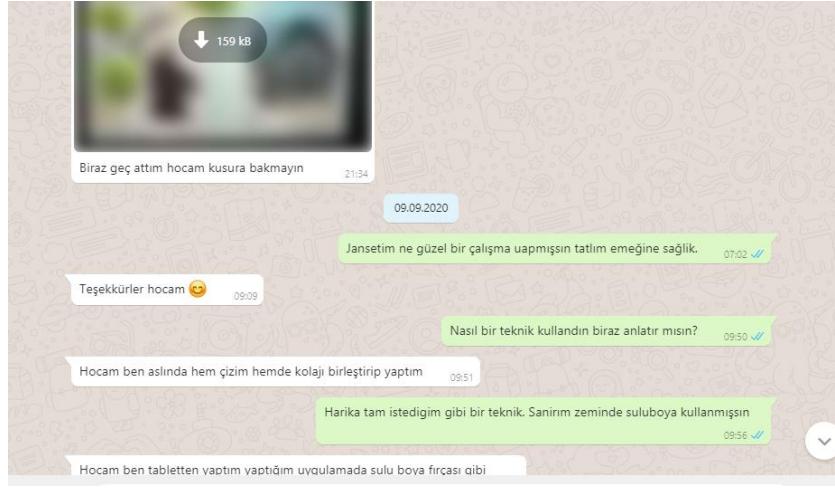 159 kB
Biraz geç attım hocam kusura bakmayın
21:34
09.09.2020
Jansetim ne güzel bir çalışma uapmışsın tatlım emeğine sağlik.
07:02
Teşekkürler hocam 😊
09:09
Nasıl bir teknik kullandın biraz anlatır mısın?
09:50
Hocam ben aslında hem çizim hemde kolajı birleştirip yaptım
09:51
Harika tam istedigim gibi bir teknik. Sanirım zeminde suluboya kullanmışsın
09:56
Hocam ben tabletten yaptım yaptığım uygulamada sulu boya fırçası gibi